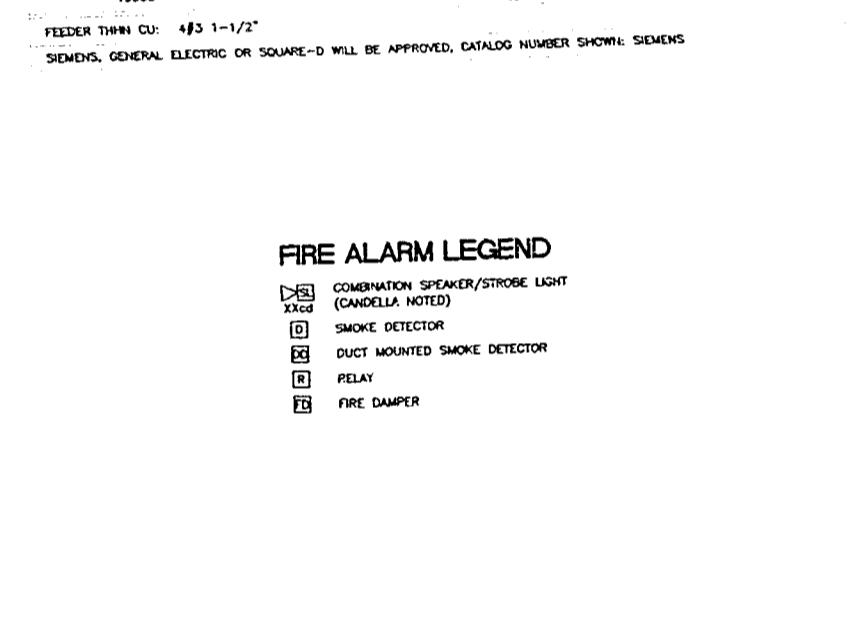 FEEDER THHN CU: 4#3 1-1/2"
SIEMENS, GENERAL ELECTRIC OR SQUARE-D WILL BE APPROVED, CATALOG NUMBER SHOWN: SIEMENS
FIRE ALARM LEGEND
SL COMBINATION SPEAKER/STROBE LIGHT
XXcd (CANDELLA NOTED)
D SMOKE DETECTOR
DUCT MOUNTED SMOKE DETECTOR
R RELAY
FD FIRE DAMPER